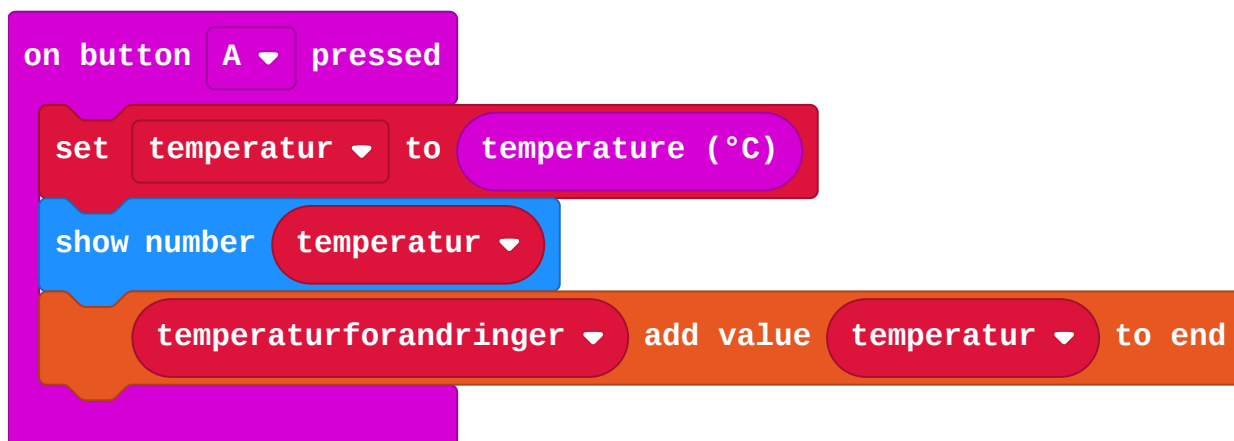 on button A pressed
set temperatur to temperature (°C)
show number temperatur
temperaturforandringer add value temperatur to end